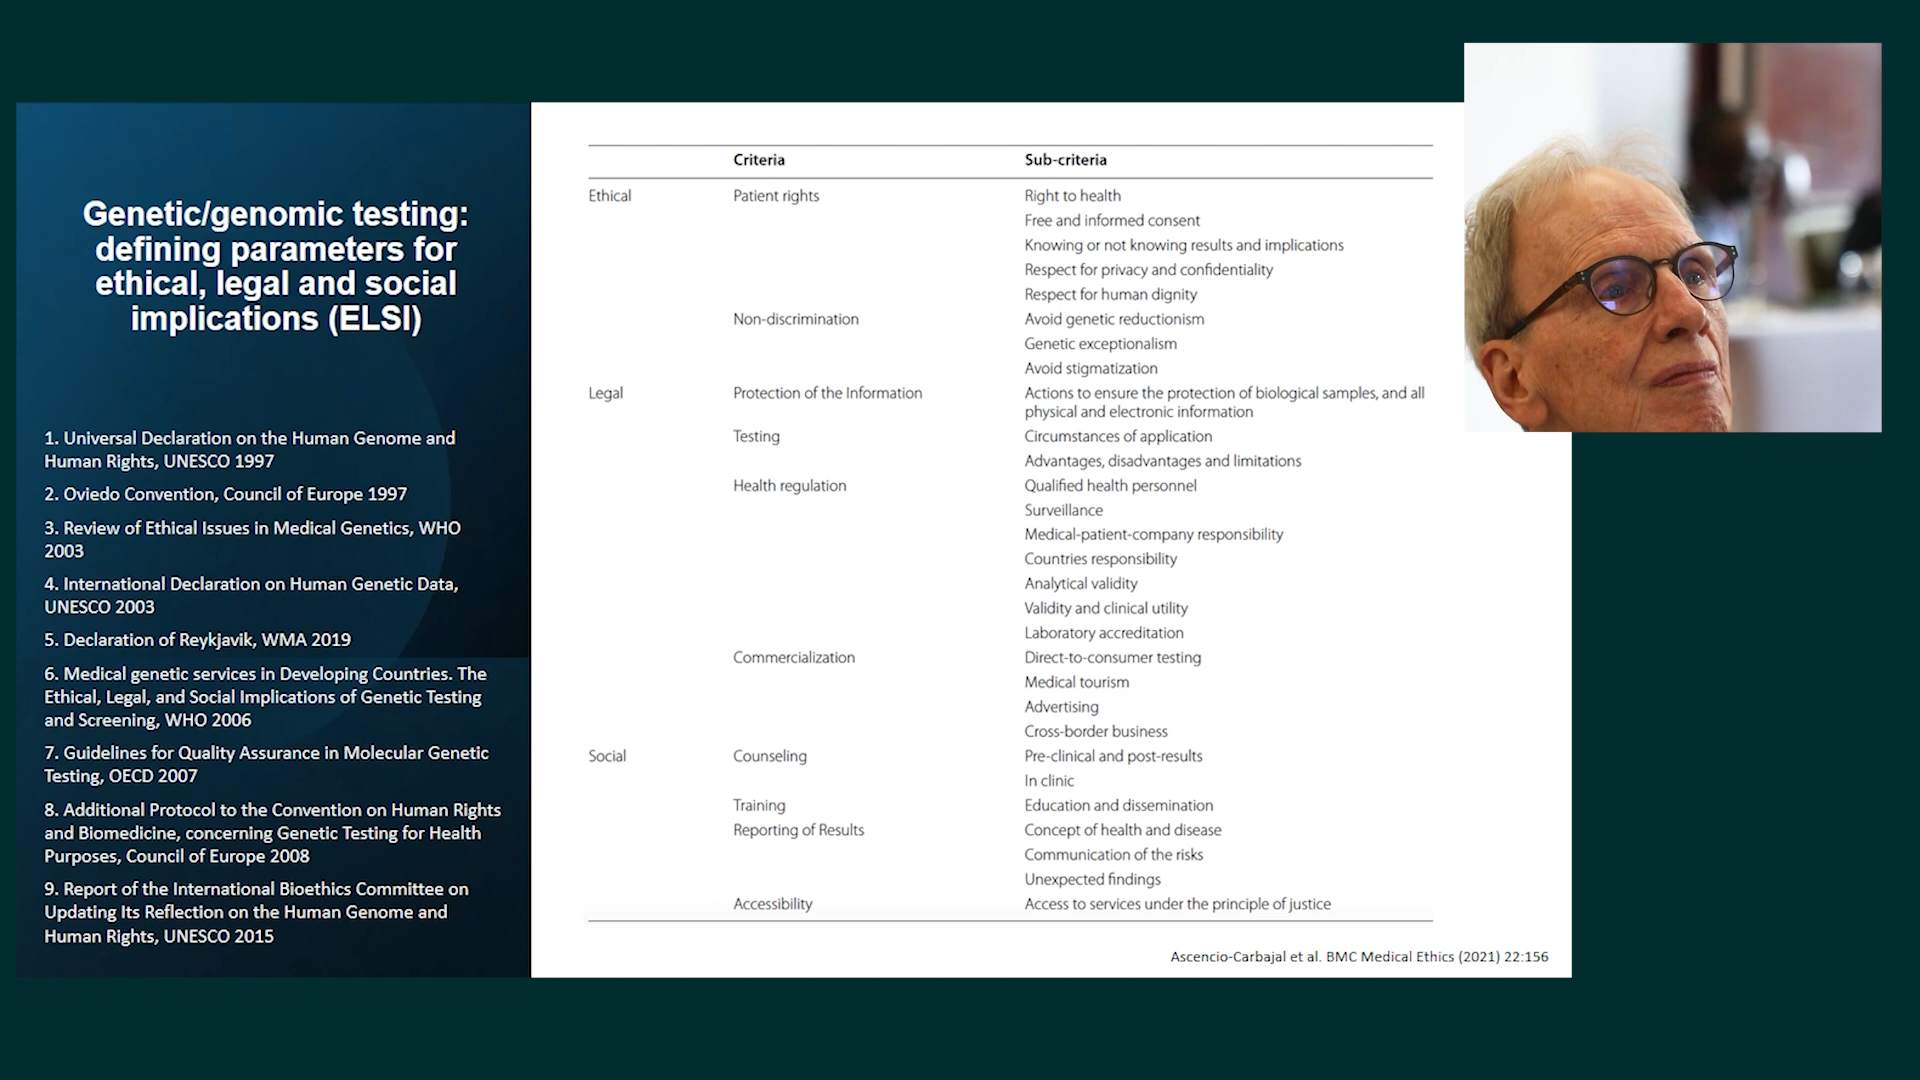 Genetic/genomic testing:
defining parameters for
ethical, legal and social
implications (ELSI)
1. Universal Declaration on the Human Genome and
Human Rights, UNESCO 1997
2. Oviedo Convention, Council of Europe 1997
3. Review of Ethical Issues in Medical Genetics, WHO
2003
4. International Declaration on Human Genetic Data,
UNESCO 2003
5. Declaration of Reykjavik, WMA 2019
6. Medical genetic services in Developing Countries. The
Ethical, Legal, and Social Implications of Genetic Testing
and Screening, WHO 2006
7. Guidelines for Quality Assurance in Molecular Genetic
Testing, OECD 2007
8. Additional Protocol to the Convention on Human Rights
and Biomedicine, concerning Genetic Testing for Health
Purposes, Council of Europe 2008
9. Report of the International Bioethics Committee on
Updating Its Reflection on the Human Genome and
Human Rights, UNESCO 2015
Criteria Sub-criteria
Ethical Patient rights Right to health
Free and informed consent
Knowing or not knowing results and implications
Respect for privacy and confidentiality
Respect for human dignity
Non-discrimination Avoid genetic reductionism
Genetic exceptionalism
Avoid stigmatization
Legal Protection of the Information Actions to ensure the protection of biological samples, and all
physical and electronic information
Testing Circumstances of application
Advantages, disadvantages and limitations
Health regulation Qualified health personnel
Surveillance
Medical-patient-company responsibility
Countries responsibility
Analytical validity
Validity and clinical utility
Laboratory accreditation
Commercialization Direct-to-consumer testing
Medical tourism
Advertising
Cross-border business
Social Counseling Pre-clinical and post-results
In clinic
Training Education and dissemination
Reporting of Results Concept of health and disease
Communication of the risks
Unexpected findings
Accessibility Access to services under the principle of justice
Ascencio-Carbajal et al. BMC Medical Ethics (2021) 22:156